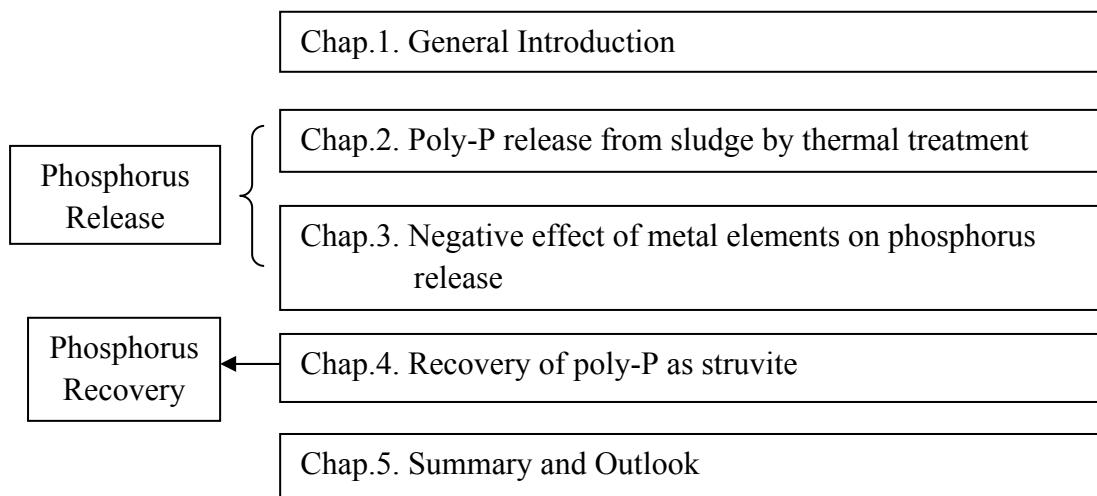 Chap.1. General Introduction
Phosphorus
Release
Chap.2. Poly-P release from sludge by thermal treatment
Chap.3. Negative effect of metal elements on phosphorus
release
Phosphorus
Recovery
Chap.4. Recovery of poly-P as struvite
Chap.5. Summary and Outlook